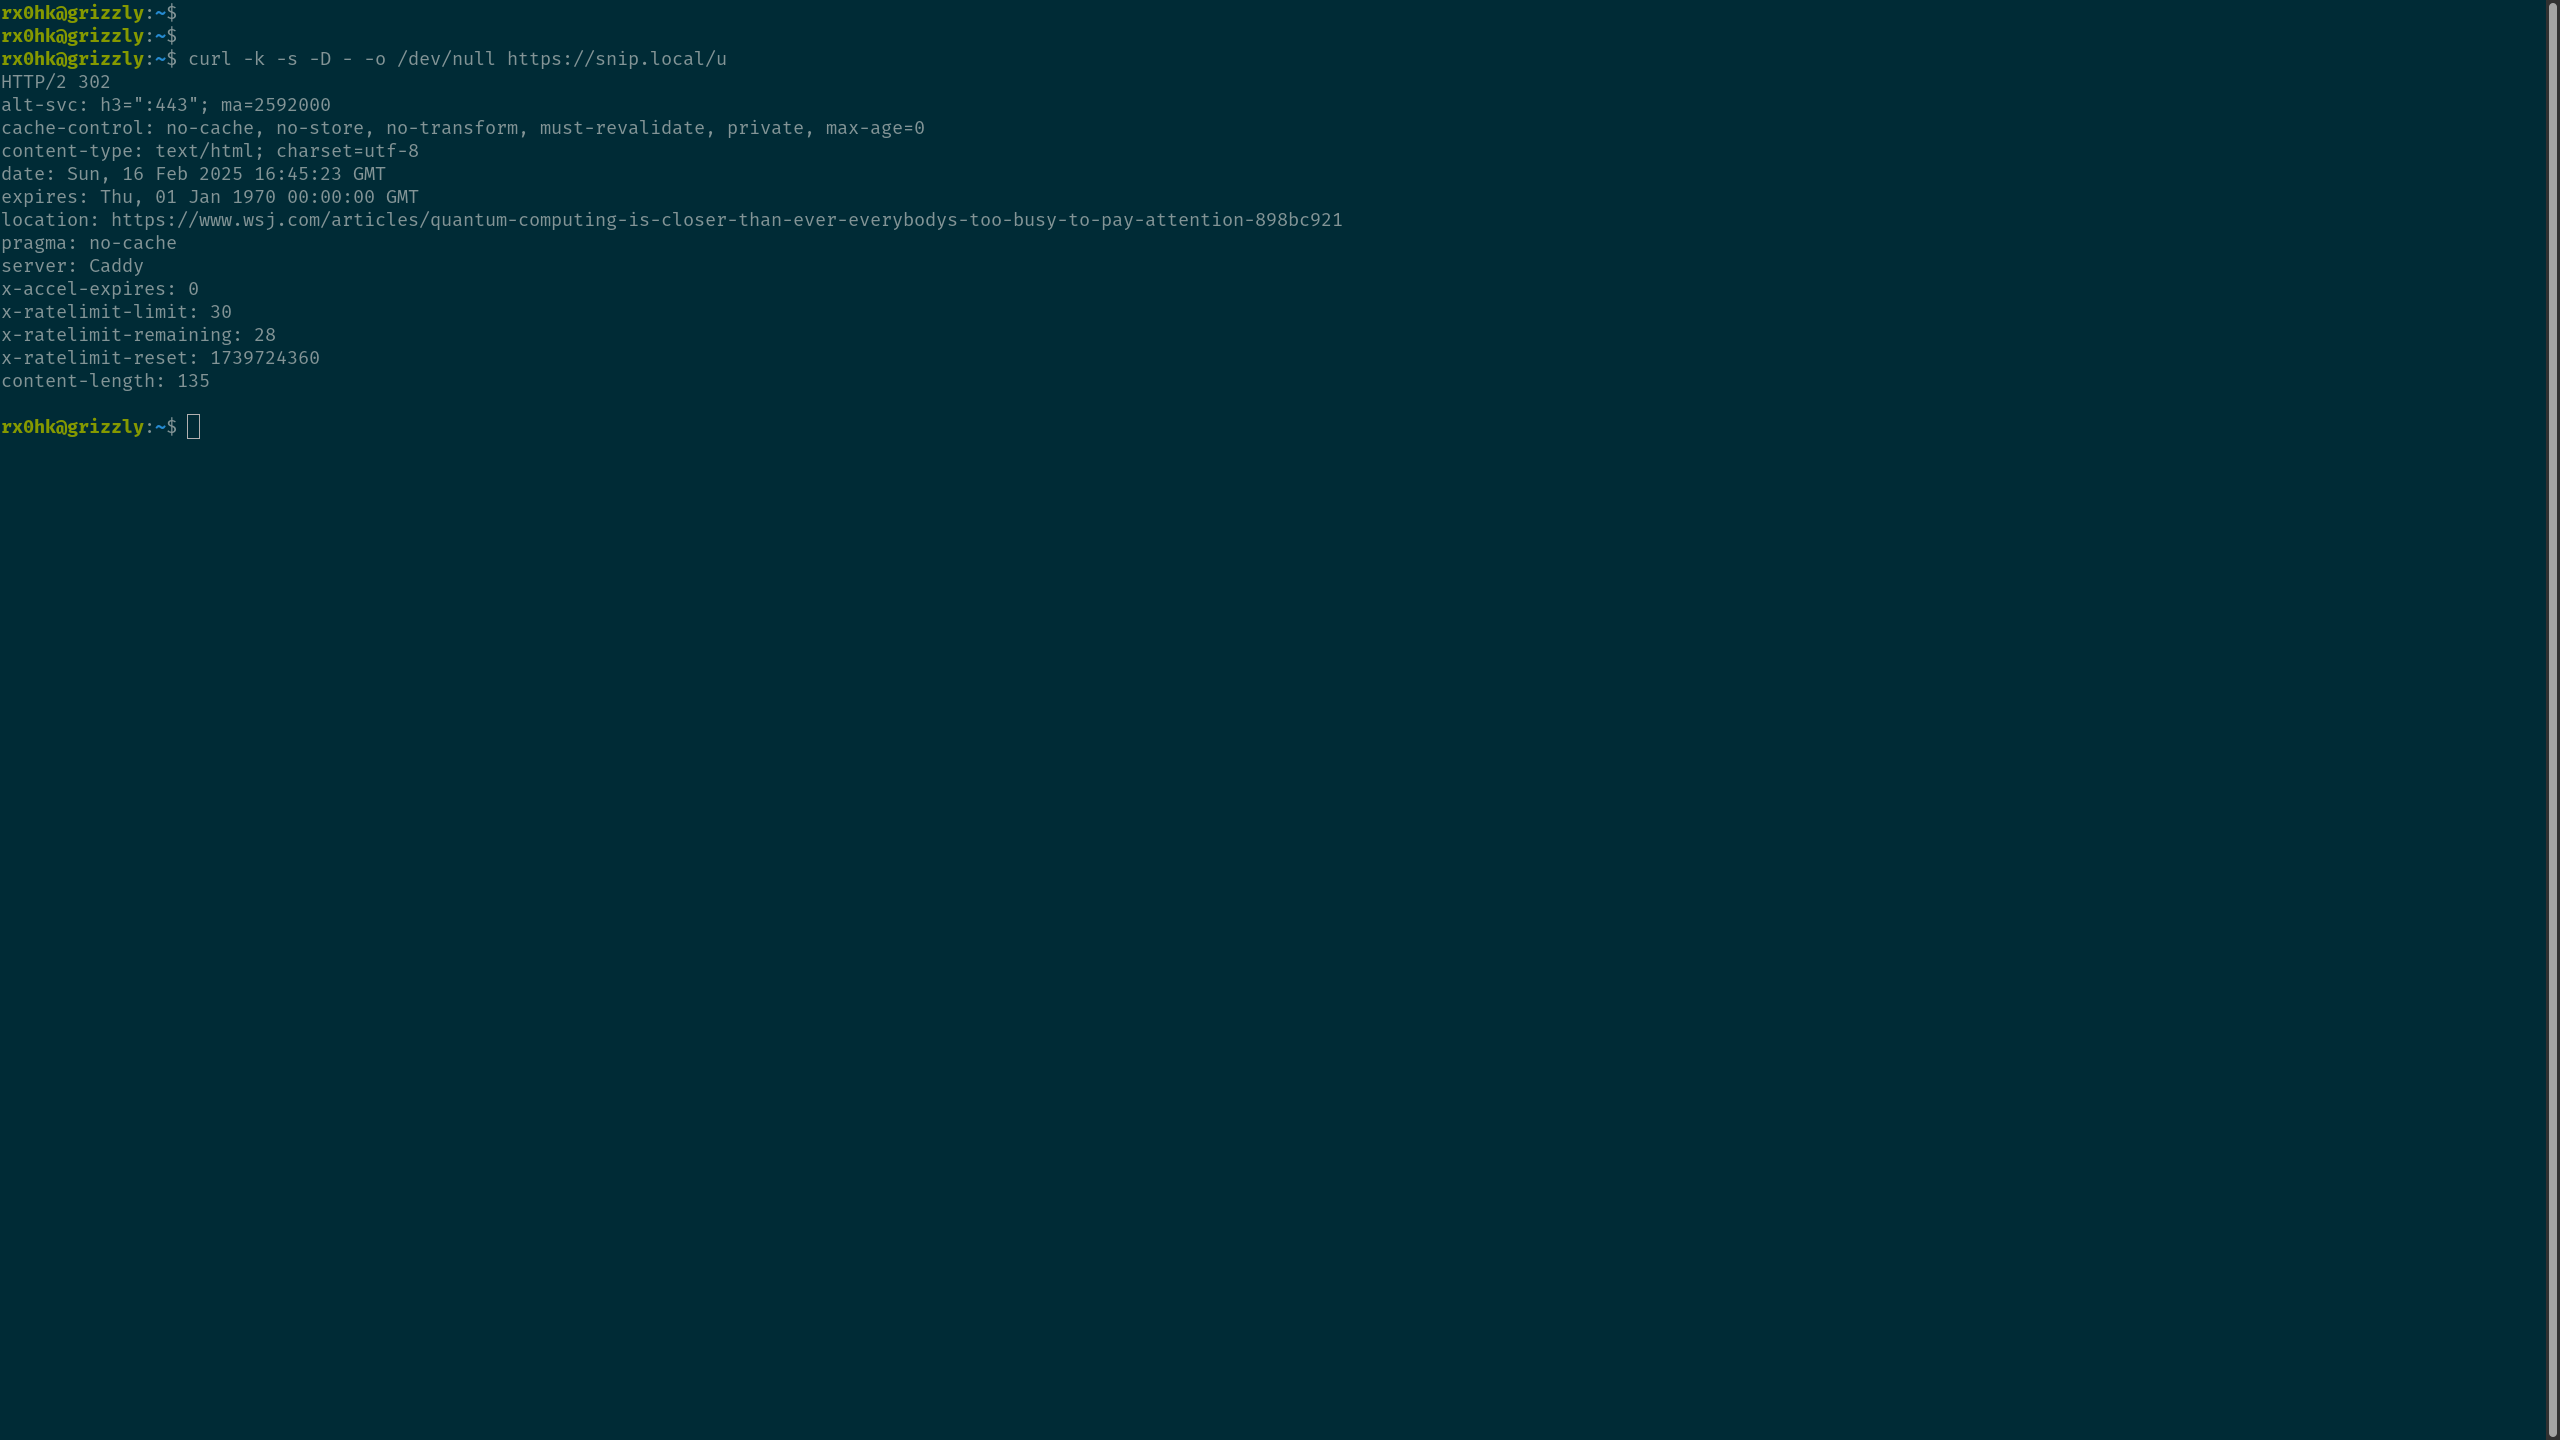 rx0hk@grizzly:~$
rx0hk@grizzly:~$
rx0hk@grizzly:~$ curl -k -s -D - -o /dev/null https://snip.local/u
HTTP/2 302
alt-svc: h3=":443"; ma=2592000
cache-control: no-cache, no-store, no-transform, must-revalidate, private, max-age=0
content-type: text/html; charset=utf-8
date: Sun, 16 Feb 2025 16:45:23 GMT
expires: Thu, 01 Jan 1970 00:00:00 GMT
location: https://www.wsj.com/articles/quantum-computing-is-closer-than-ever-everybodys-too-busy-to-pay-attention-898bc921
pragma: no-cache
server: Caddy
x-accel-expires: 0
x-ratelimit-limit: 30
x-ratelimit-remaining: 28
x-ratelimit-reset: 1739724360
content-length: 135

rx0hk@grizzly:~$